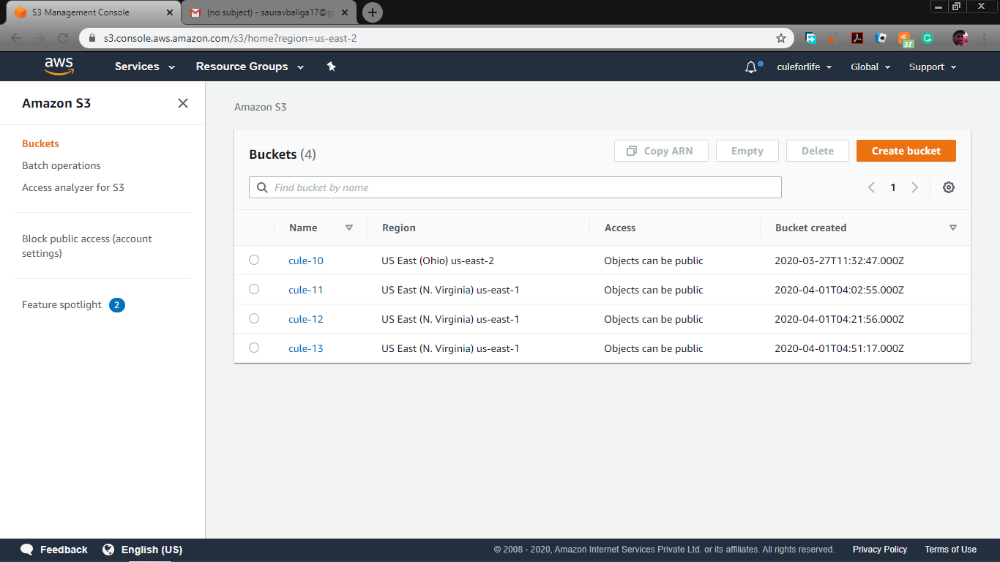 S3 Management Console
(no subject) - sauravbaliga17@g
s3.console.aws.amazon.com/s3/home?region=us-east-2
37
aws
Services
Resource Groups
culeforlife
Global
Support
Amazon S3
Buckets
Batch operations
Access analyzer for S3
Block public access (account
settings)
Feature spotlight 2
Amazon S3
Buckets (4)
Copy ARN
Empty
Delete
Create bucket
Find bucket by name
1
Name Region Access Bucket created
cule-10 US East (Ohio) us-east-2 Objects can be public 2020-03-27T11:32:47.000Z
cule-11 US East (N. Virginia) us-east-1 Objects can be public 2020-04-01T04:02:55.000Z
cule-12 US East (N. Virginia) us-east-1 Objects can be public 2020-04-01T04:21:56.000Z
cule-13 US East (N. Virginia) us-east-1 Objects can be public 2020-04-01T04:51:17.000Z
Feedback English (US) © 2008 - 2020, Amazon Internet Services Private Ltd. or its affiliates. All rights reserved. Privacy Policy Terms of Use